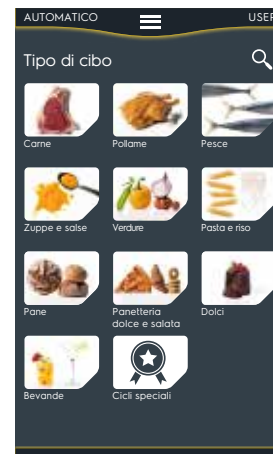 AUTOMATICO USER
Tipo di cibo
Carne Pollame Pesce
Zuppe e salse Verdure Pasta e riso
Pane Panetteria dolce e salata Dolci
Bevande Cicli speciali